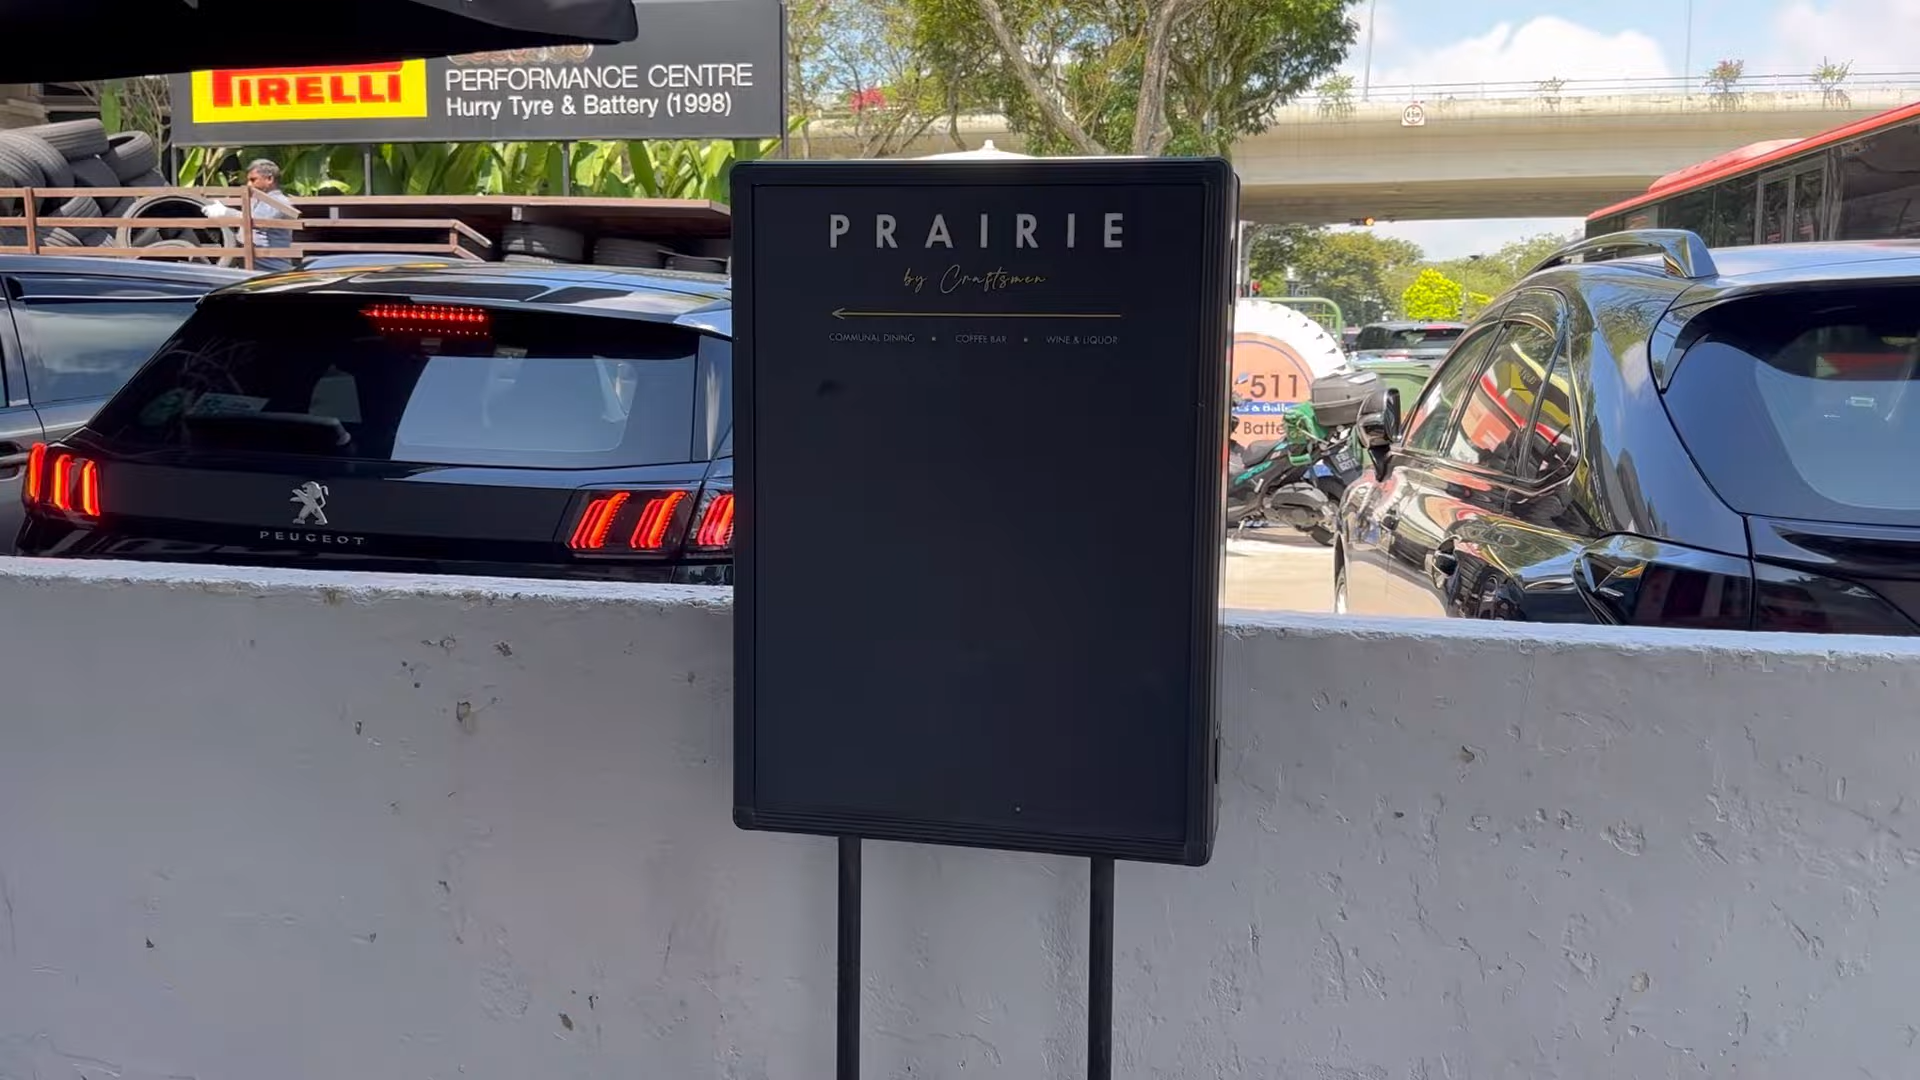 PIRELLI
PERFORMANCE CENTRE
Hurry Tyre & Battery (1998)
PRAIRIE
by Craftsmen
COMMUNAL DINING • COFFEE BAR • WINE & LIQUOR
PEUGEOT
511